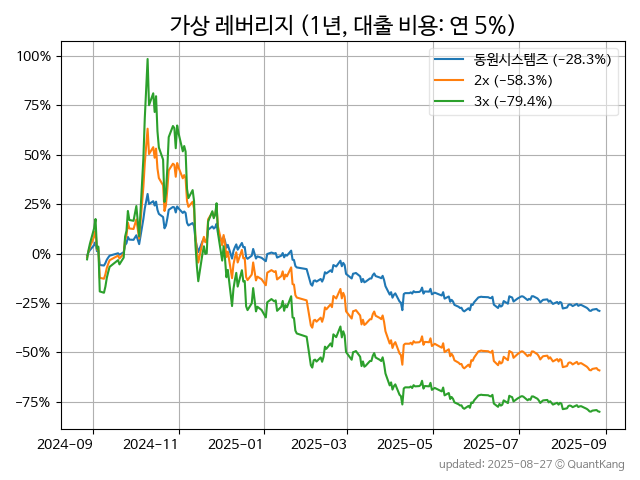 가상 레버리지 (1년, 대출 비용: 연 5%)
동원시스템즈 (-28.3%)
2x (-58.3%)
3x (-79.4%)
100%
75%
50%
25%
0%
-25%
-50%
-75%
2024-09 2024-11 2025-01 2025-03 2025-05 2025-07 2025-09
updated: 2025-08-27 © QuantKang